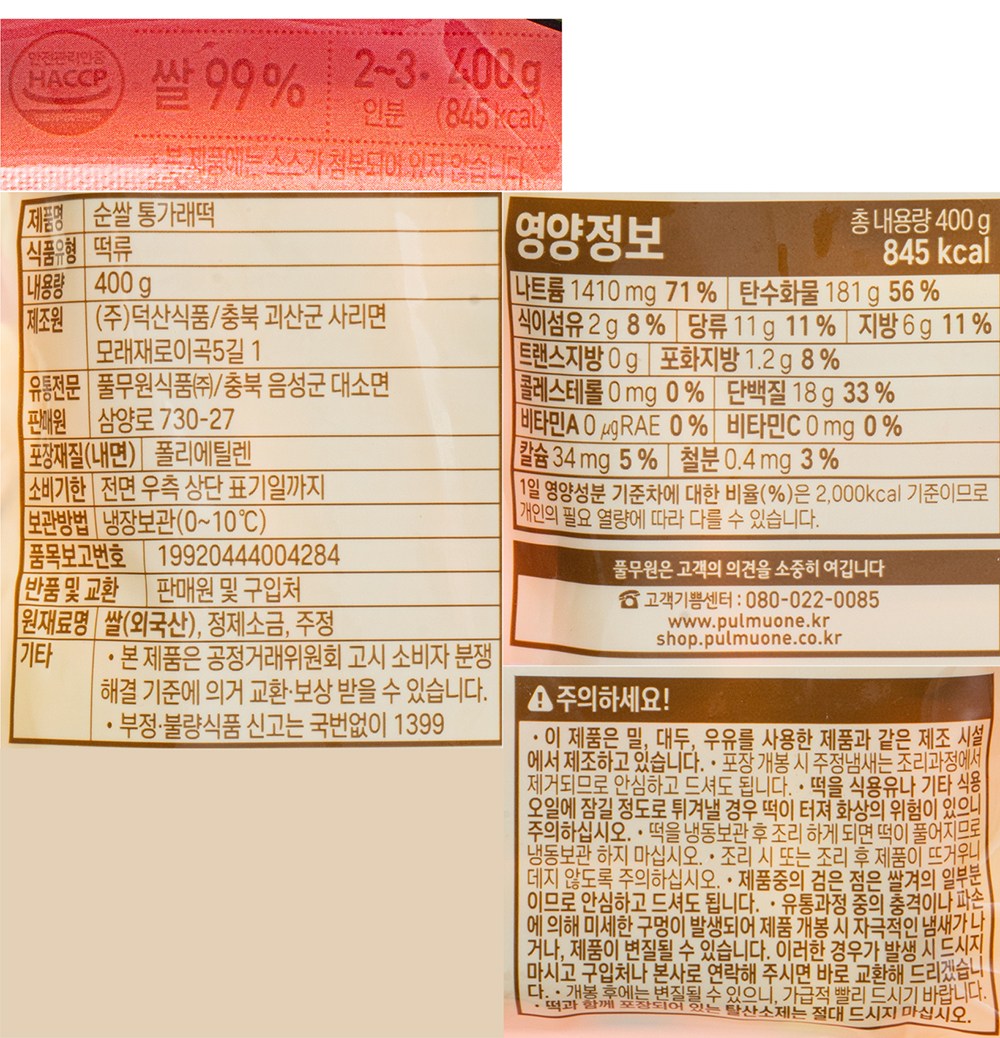 안전관리인증
HACCP
쌀 99%
2~3
인분
400g
(845 kcal)
* 본 제품에는 소스가 첨부되어 있지 않습니다.
제품명 순쌀 통가래떡
식품유형 떡류
내용량 400 g
제조원 (주)덕산식품/충북 괴산군 사리면
모래재로이곡5길 1
유통전문 풀무원식품㈜/충북 음성군 대소면
판매원 삼양로 730-27
포장재질(내면) 폴리에틸렌
소비기한 전면 우측 상단 표기일까지
보관방법 냉장보관(0~10℃)
품목보고번호 19920444004284
반품 및 교환 판매원 및 구입처
원재료명 쌀(외국산), 정제소금, 주정
기타 • 본 제품은 공정거래위원회 고시 소비자 분쟁
해결 기준에 의거 교환·보상 받을 수 있습니다.
• 부정·불량식품 신고는 국번없이 1399
영양정보
총 내용량 400 g
845 kcal
나트륨 1410 mg 71 % 탄수화물 181 g 56 %
식이섬유 2 g 8 % 당류 11 g 11 % 지방 6 g 11 %
트랜스지방 0 g 포화지방 1.2 g 8 %
콜레스테롤 0 mg 0 % 단백질 18 g 33 %
비타민A 0 μgRAE 0 % 비타민C 0 mg 0 %
칼슘 34 mg 5 % 철분 0.4 mg 3 %
1일 영양성분 기준차에 대한 비율(%)은 2,000kcal 기준이므로
개인의 필요 열량에 따라 다를 수 있습니다.
풀무원은 고객의 의견을 소중히 여깁니다
☎ 고객기쁨센터 : 080-022-0085
www.pulmuone.kr
shop.pulmuone.co.kr
주의하세요!
• 이 제품은 밀, 대두, 우유를 사용한 제품과 같은 제조 시설
에서 제조하고 있습니다. • 포장 개봉 시 주정냄새는 조리과정에서
제거되므로 안심하고 드셔도 됩니다. • 떡을 식용유나 기타 식용
오일에 잠길 정도로 튀겨낼 경우 떡이 터져 화상의 위험이 있으니
주의하십시오. • 떡을 냉동보관 후 조리 하게 되면 떡이 풀어지므로
냉동보관 하지 마십시오. • 조리 시 또는 조리 후 제품이 뜨거우니
데지 않도록 주의하십시오. • 제품중의 검은 점은 쌀겨의 일부분
이므로 안심하고 드셔도 됩니다. • 유통과정 중의 충격이나 파손
에 의해 미세한 구멍이 발생되어 제품 개봉 시 자극적인 냄새가 나
거나, 제품이 변질될 수 있습니다. 이러한 경우가 발생 시 드시지
마시고 구입처나 본사로 연락해 주시면 바로 교환해 드리겠습니
다. • 개봉 후에는 변질될 수 있으니, 가급적 빨리 드시기 바랍니다.
• 떡과 함께 포장되어 있는 탈산소제는 절대 드시지 마십시오.